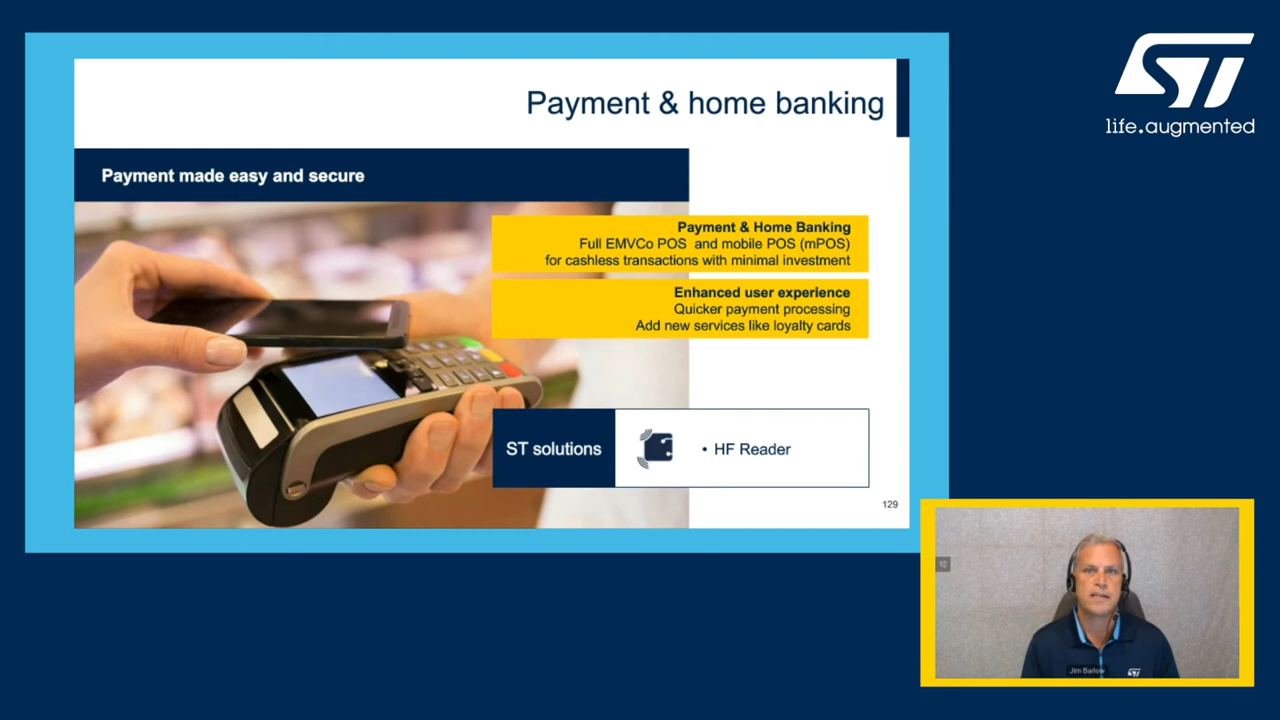 Payment & home banking
Payment made easy and secure
Payment & Home Banking
Full EMVCo POS and mobile POS (mPOS)
for cashless transactions with minimal investment
Enhanced user experience
Quicker payment processing
Add new services like loyalty cards
ST solutions
• HF Reader
129
ST
life.augmented
Jim Barlow
ST